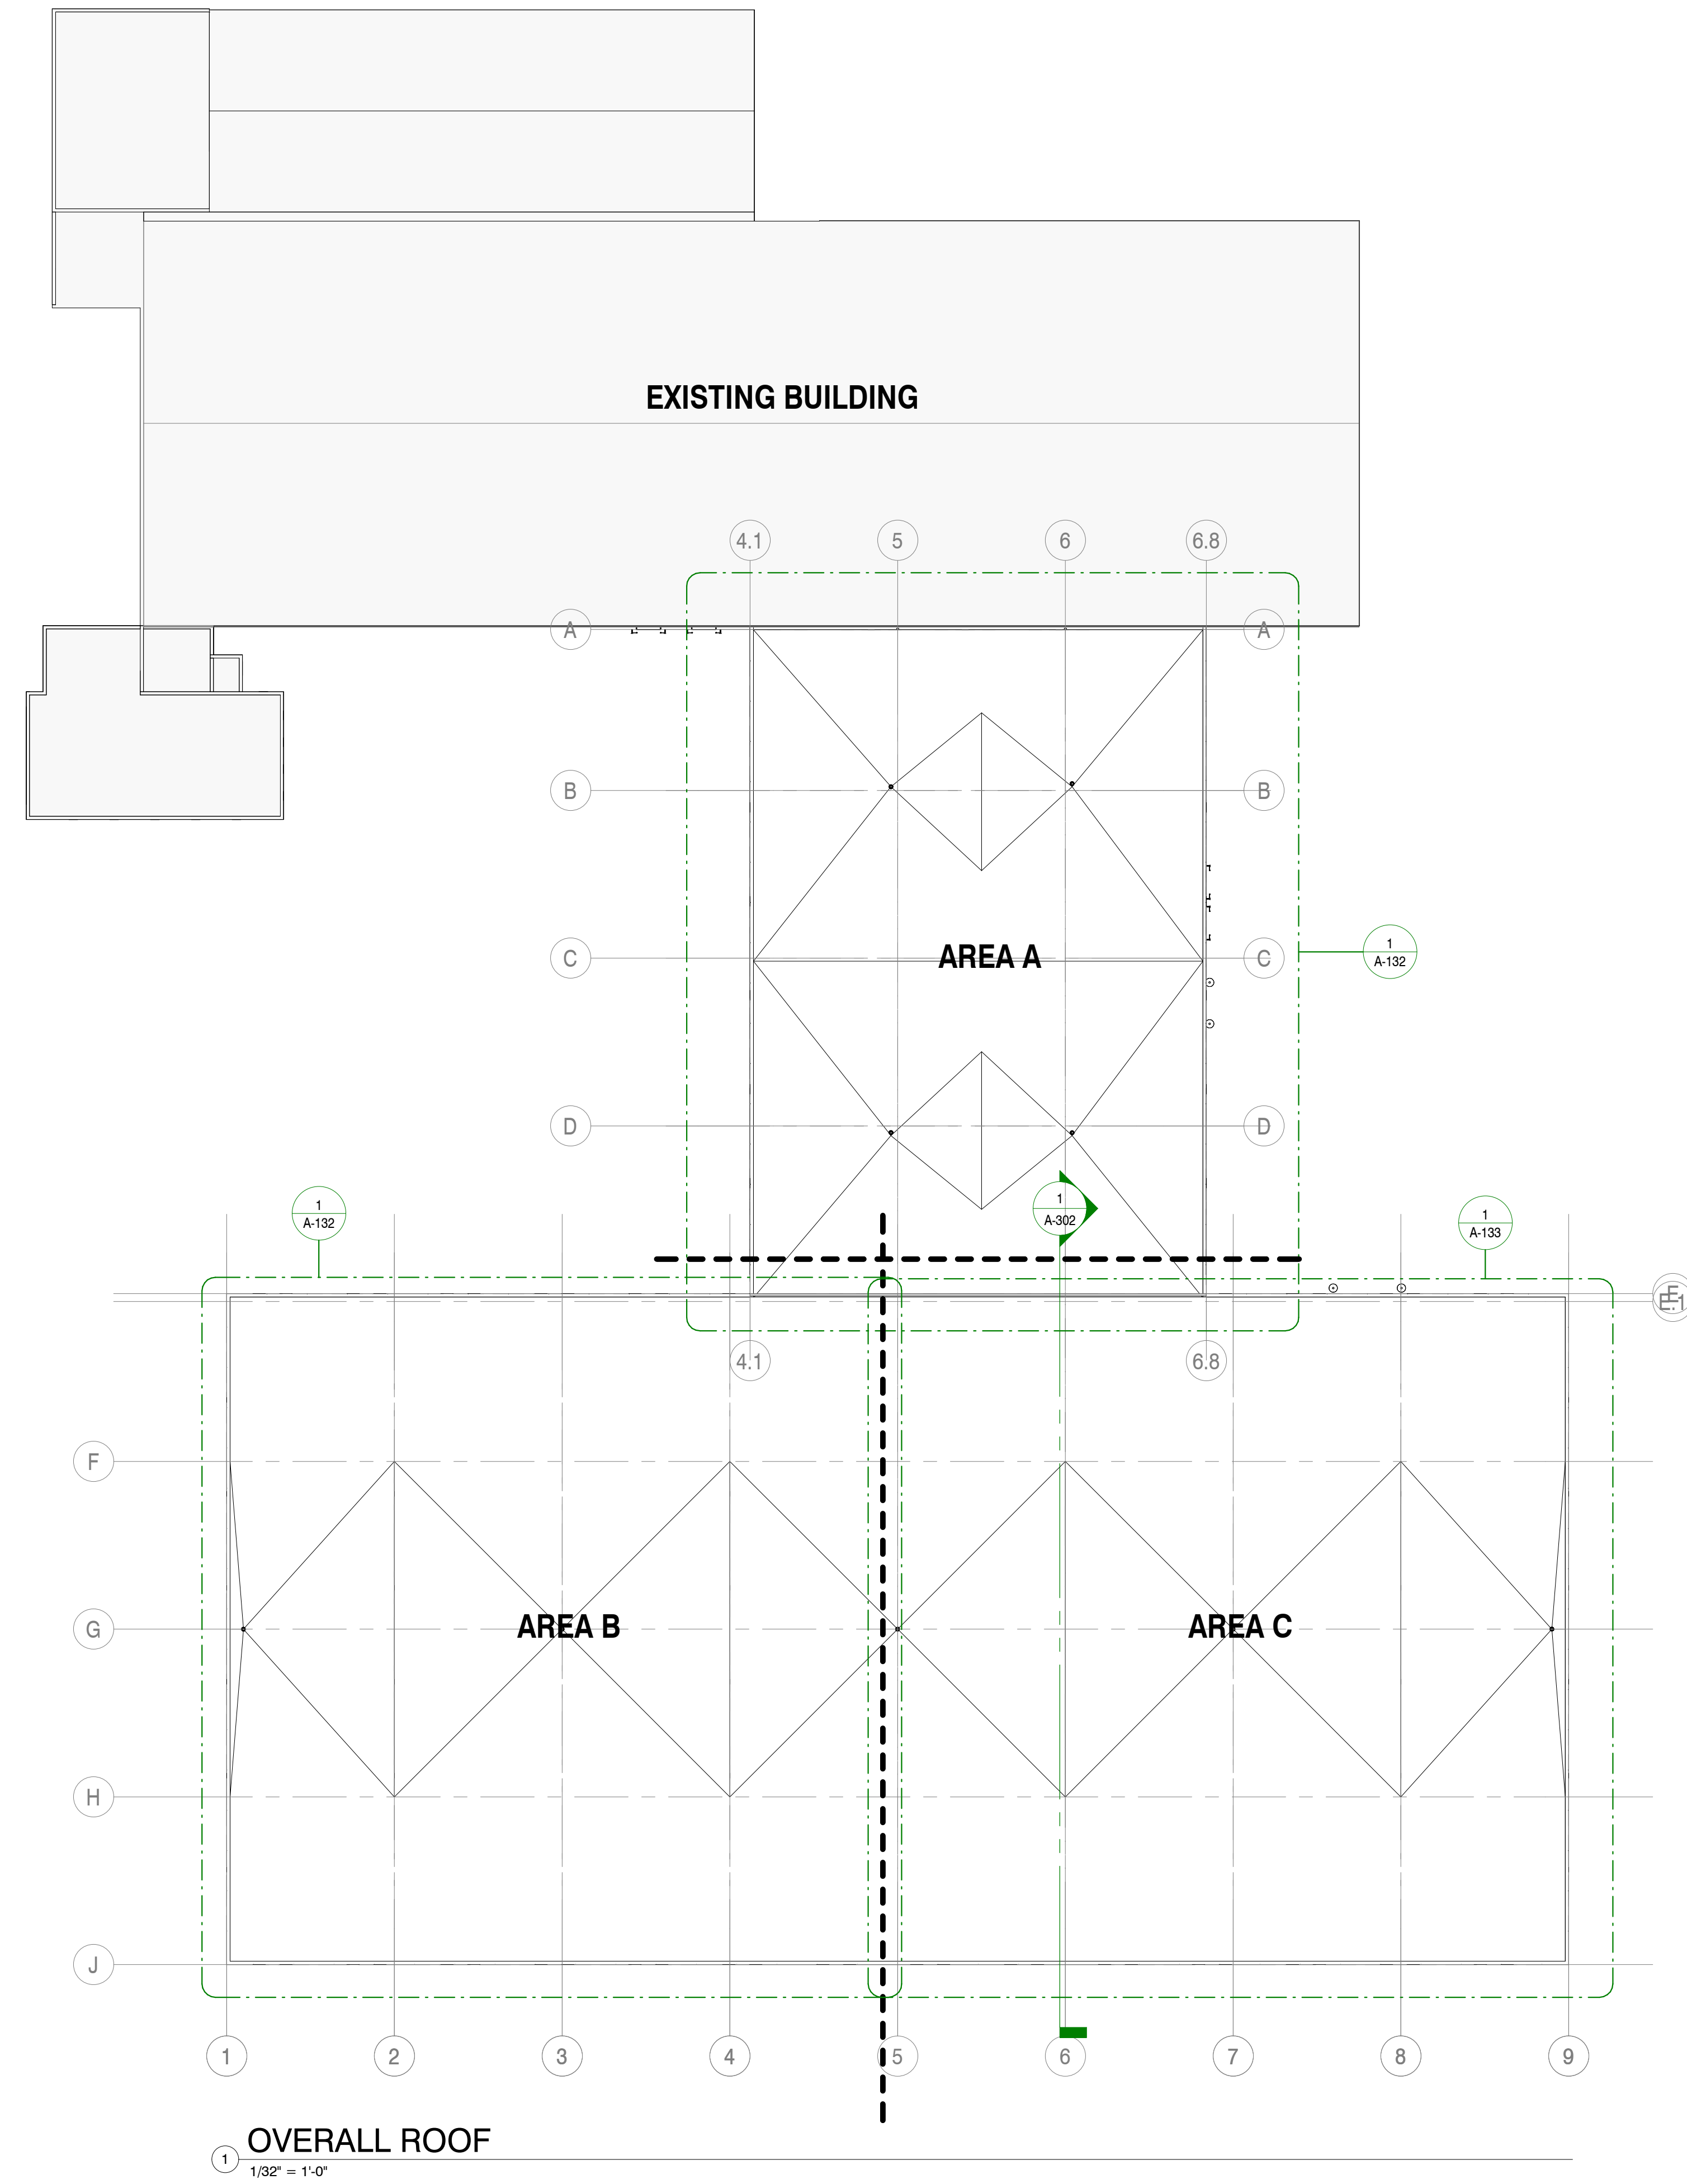 EXISTING BUILDING
4.1 5 6 6.8
A A
B B
AREA A
C C
1
A-132
D D
1
A-132
1
A-302
1
A-133
E
E.1
4.1 6.8
F
G
AREA B AREA C
H
J
1 2 3 4 5 6 7 8 9
OVERALL ROOF
1
1/32" = 1'-0"